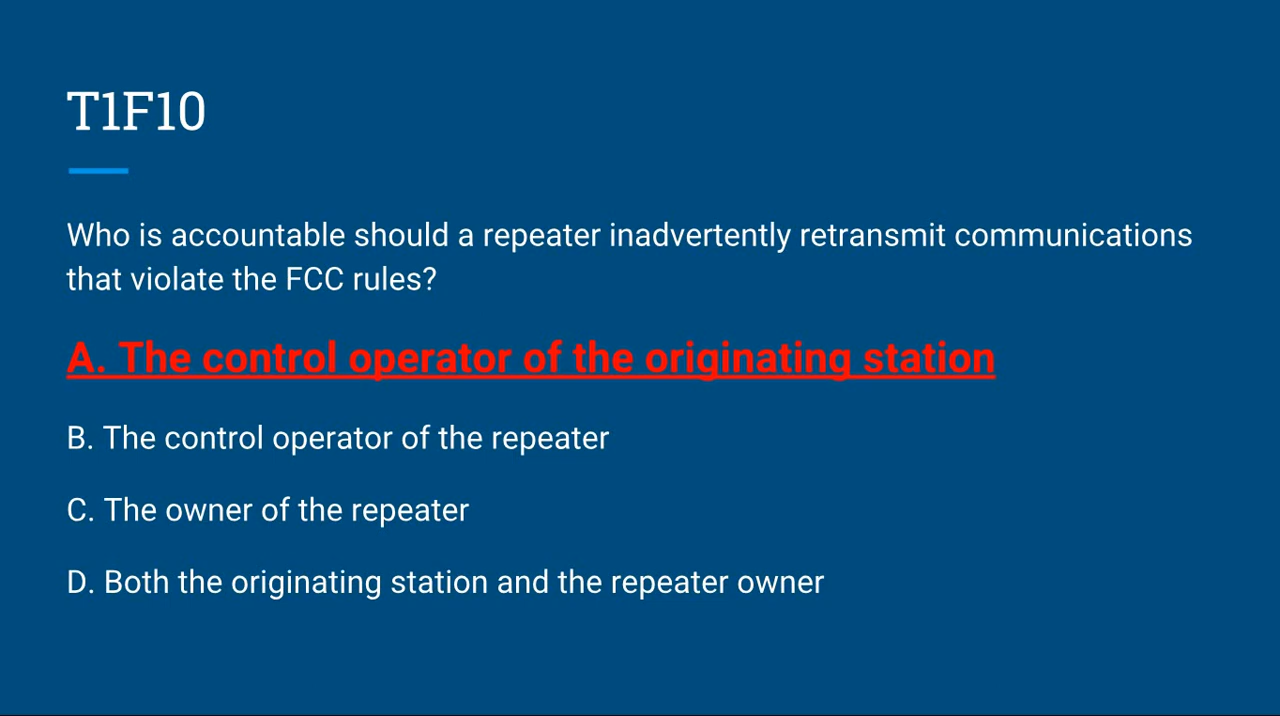 T1F10
Who is accountable should a repeater inadvertently retransmit communications
that violate the FCC rules?
A. The control operator of the originating station
B. The control operator of the repeater
C. The owner of the repeater
D. Both the originating station and the repeater owner